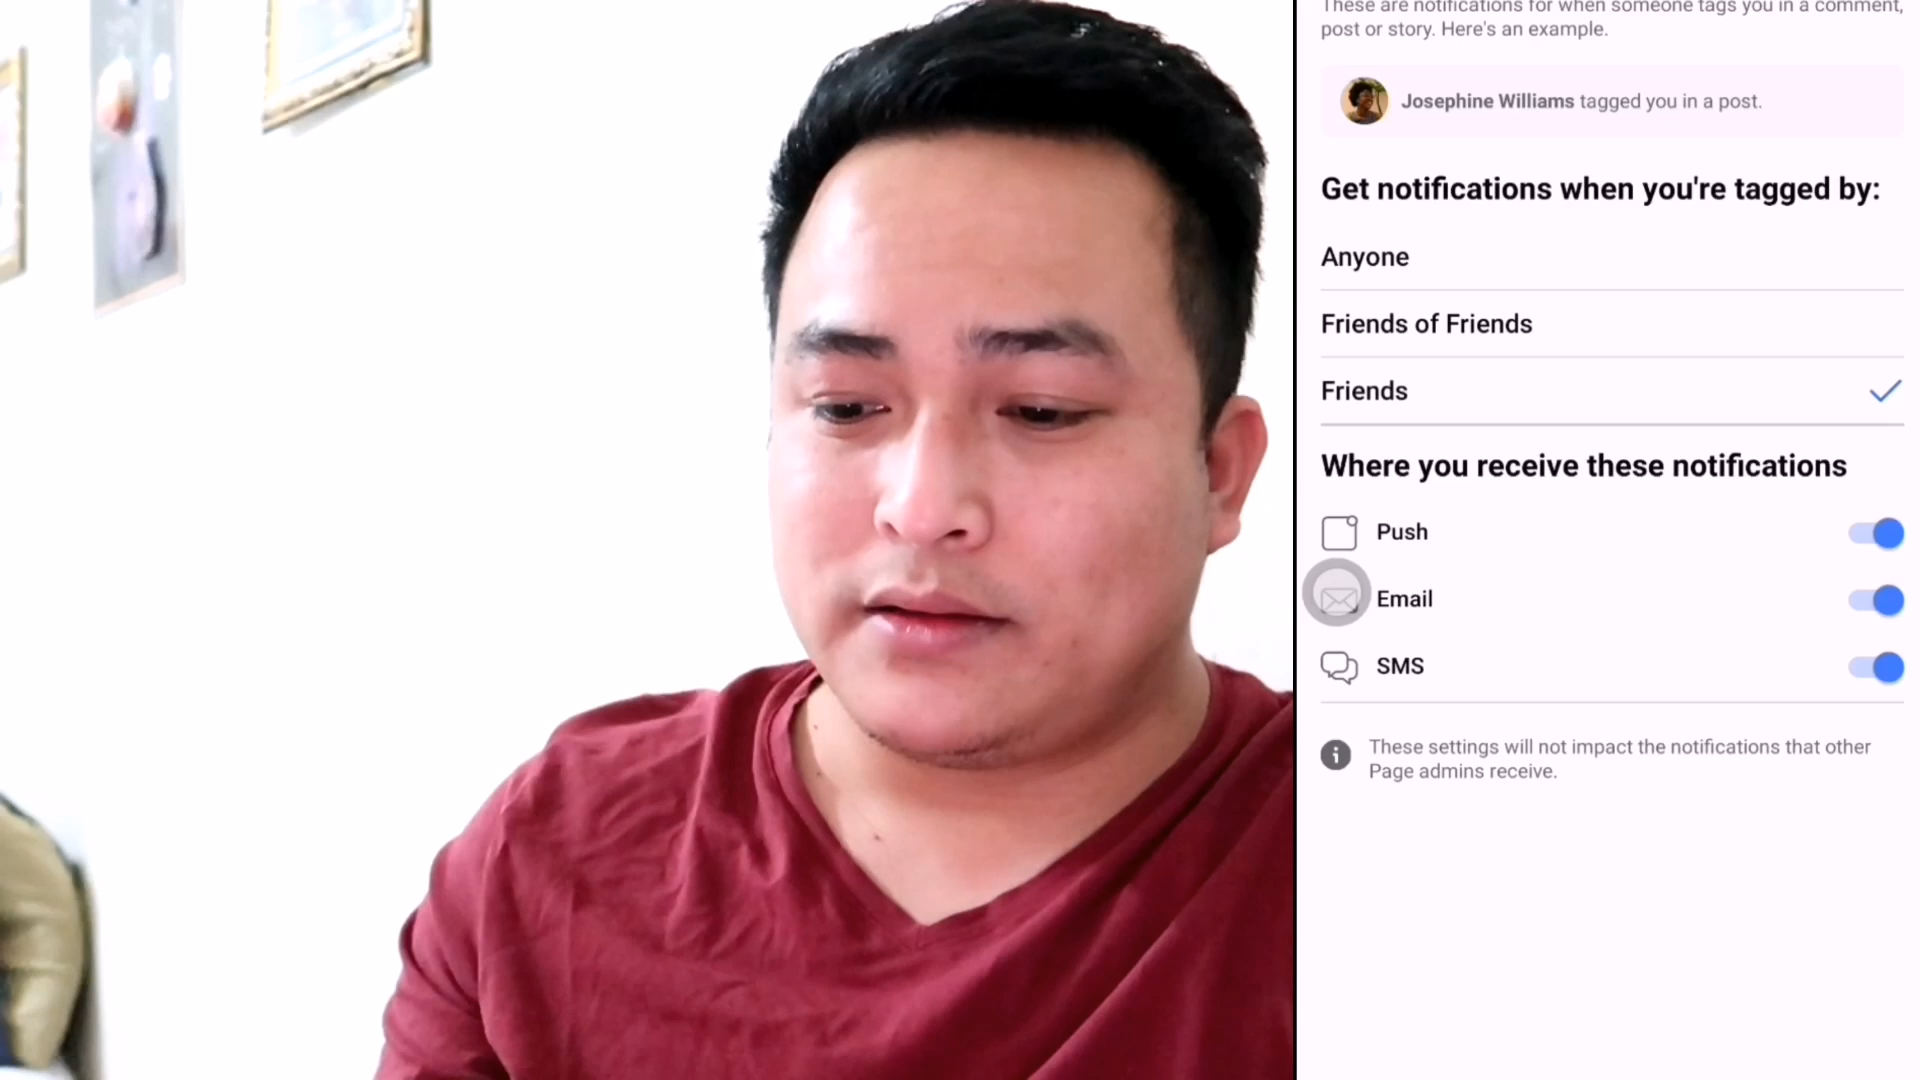 These are notifications for when someone tags you in a comment,
post or story. Here's an example.
Josephine Williams tagged you in a post.
Get notifications when you're tagged by:
Anyone
Friends of Friends
Friends
Where you receive these notifications
Push
Email
SMS
These settings will not impact the notifications that other
Page admins receive.